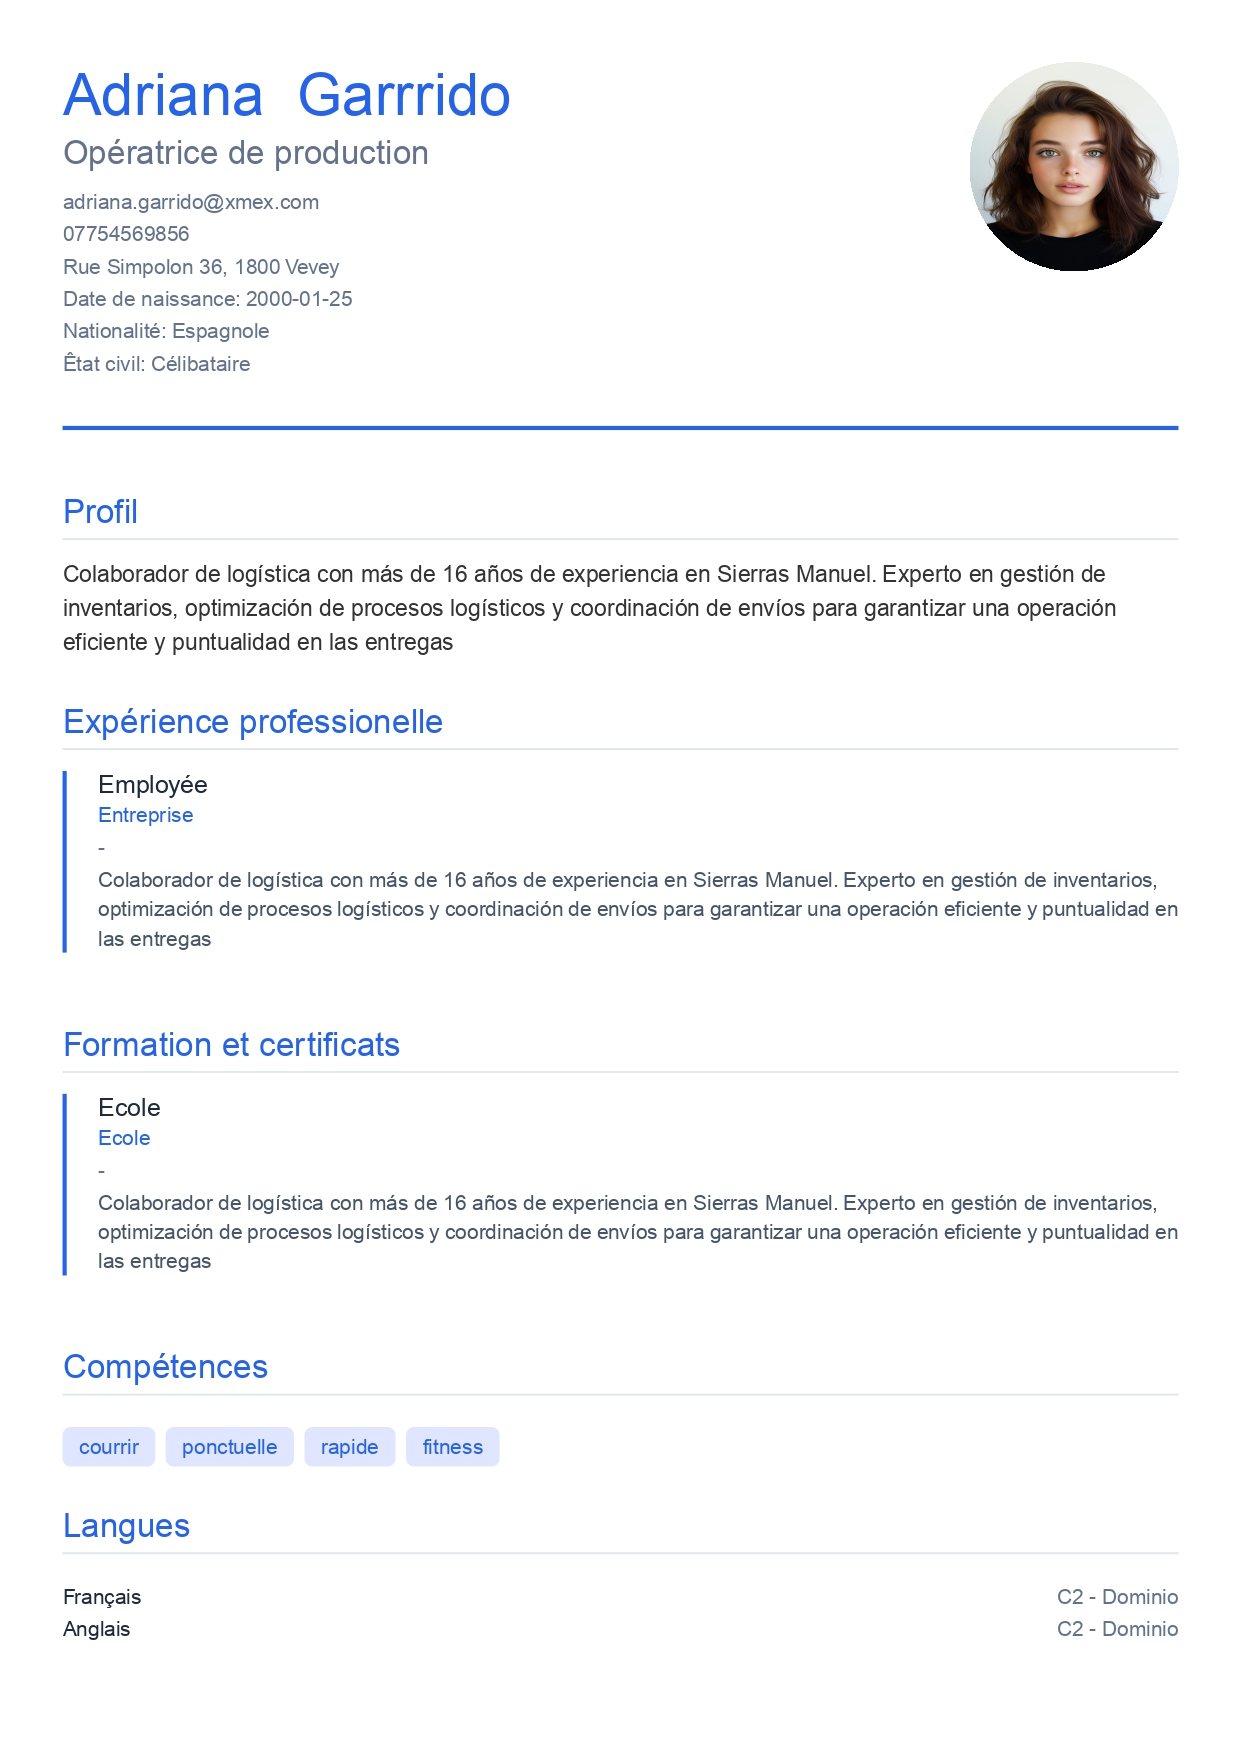 Adriana  Garrrido
Opératrice de production
adriana.garrido@xmex.com
07754569856
Rue Simpolon 36, 1800 Vevey
Date de naissance: 2000-01-25
Nationalité: Espagnole
État civil: Célibataire
Profil
Colaborador de logística con más de 16 años de experiencia en Sierras Manuel. Experto en gestión de
inventarios, optimización de procesos logísticos y coordinación de envíos para garantizar una operación
eficiente y puntualidad en las entregas
Expérience professionelle
Employée
Entreprise
-
Colaborador de logística con más de 16 años de experiencia en Sierras Manuel. Experto en gestión de inventarios,
optimización de procesos logísticos y coordinación de envíos para garantizar una operación eficiente y puntualidad en
las entregas
Formation et certificats
Ecole
Ecole
-
Colaborador de logística con más de 16 años de experiencia en Sierras Manuel. Experto en gestión de inventarios,
optimización de procesos logísticos y coordinación de envíos para garantizar una operación eficiente y puntualidad en
las entregas
Compétences
courrir ponctuelle rapide fitness
Langues
Français C2 - Dominio
Anglais C2 - Dominio